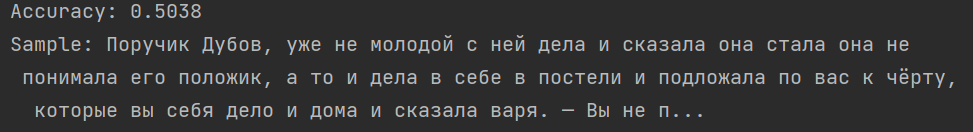 Accuracy: 0.5038
Sample: Поручик Дубов, уже не молодой с ней дела и сказала она стала она не
понимала его положик, а то и дела в себе в постели и подложала по вас к чёрту,
которые вы себя дело и дома и сказала варя. — Вы не п...